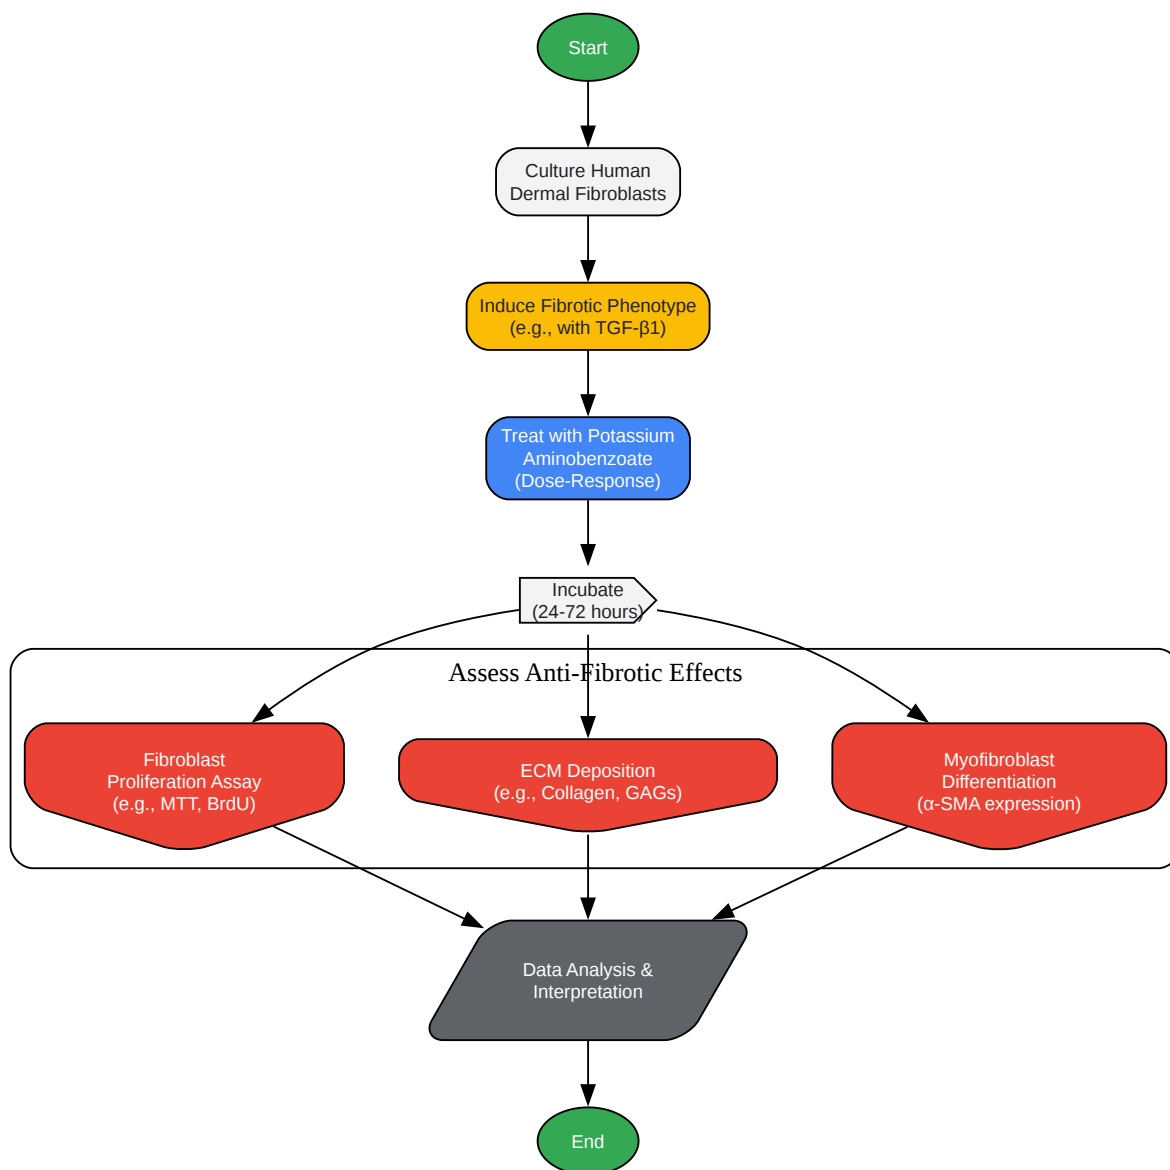 Start
Culture Human
Dermal Fibroblasts
Induce Fibrotic Phenotype
(e.g., with TGF-β1)
Treat with Potassium
Aminobenzoate
(Dose-Response)
Incubate
(24-72 hours)
Assess Anti-Fibrotic Effects
Fibroblast
Proliferation Assay
(e.g., MTT, BrdU)
ECM Deposition
(e.g., Collagen, GAGs)
Myofibroblast
Differentiation
(α-SMA expression)
Data Analysis &
Interpretation
End